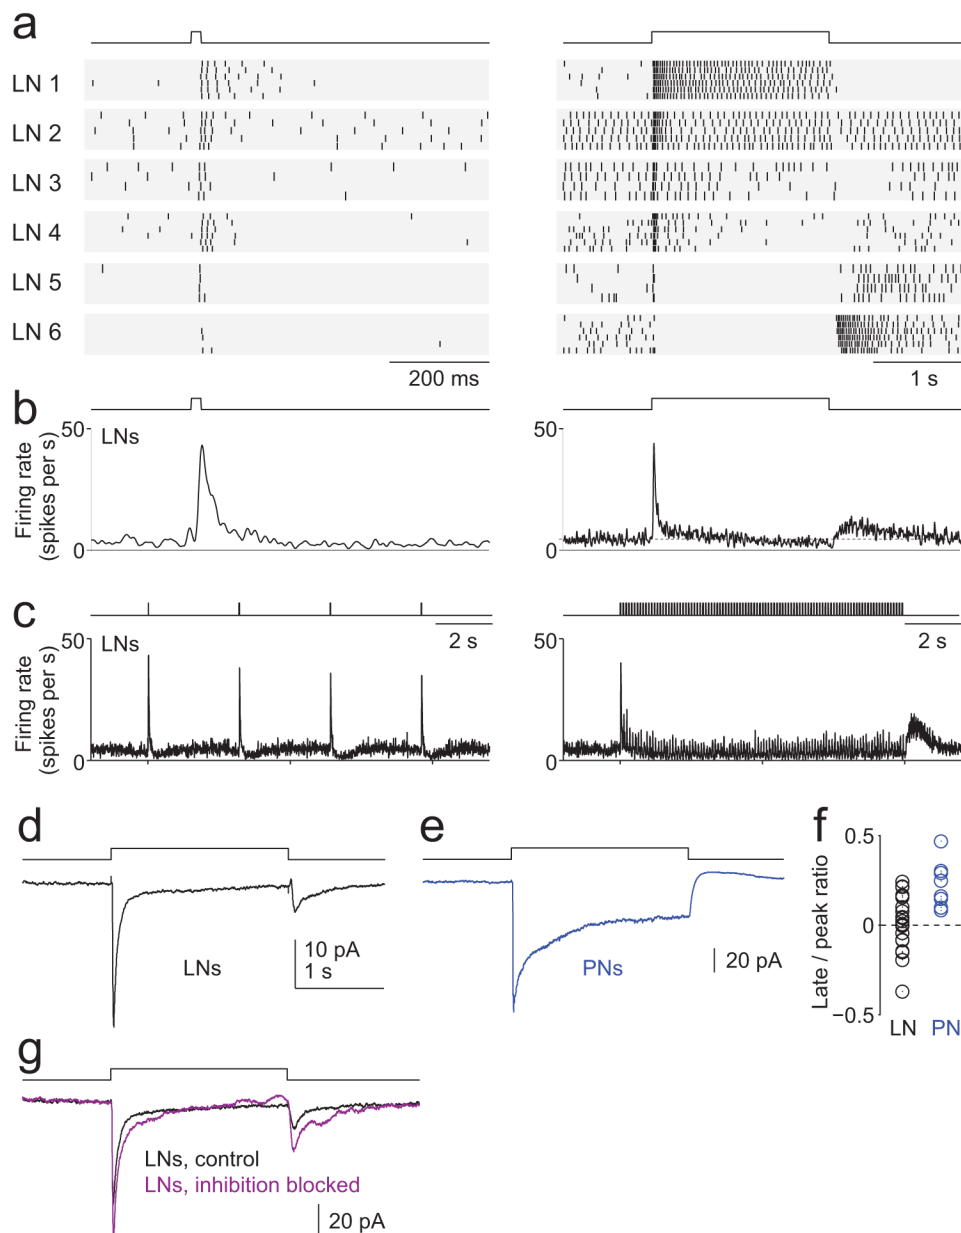 a
LN 1
LN 2
LN 3
LN 4
LN 5
LN 6
200 ms
1 s
b
50
LNs
Firing rate
(spikes per s)
0
50
0
c
2 s
2 s
50
LNs
Firing rate
(spikes per s)
0
50
0
d
10 pA
1 s
LNs
e
PNs
20 pA
f
0.5
Late / peak ratio
0
−0.5
LN
PN
g
LNs, control
LNs, inhibition blocked
20 pA